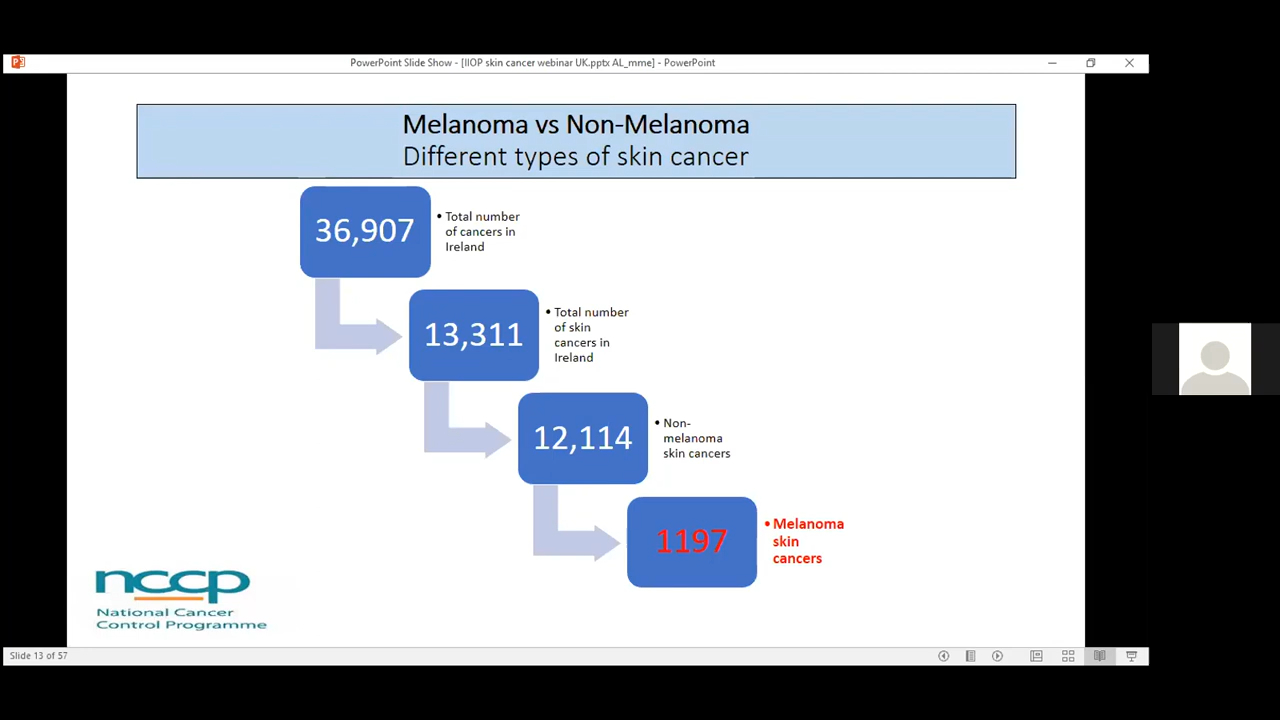 PowerPoint Slide Show - [IIOP skin cancer webinar UK.pptx AL_mme] - PowerPoint
Melanoma vs Non-Melanoma
Different types of skin cancer
36,907
• Total number
of cancers in
Ireland
13,311
• Total number
of skin
cancers in
Ireland
12,114
• Non-
melanoma
skin cancers
1197
• Melanoma
skin
cancers
nccp
National Cancer
Control Programme
Slide 13 of 57